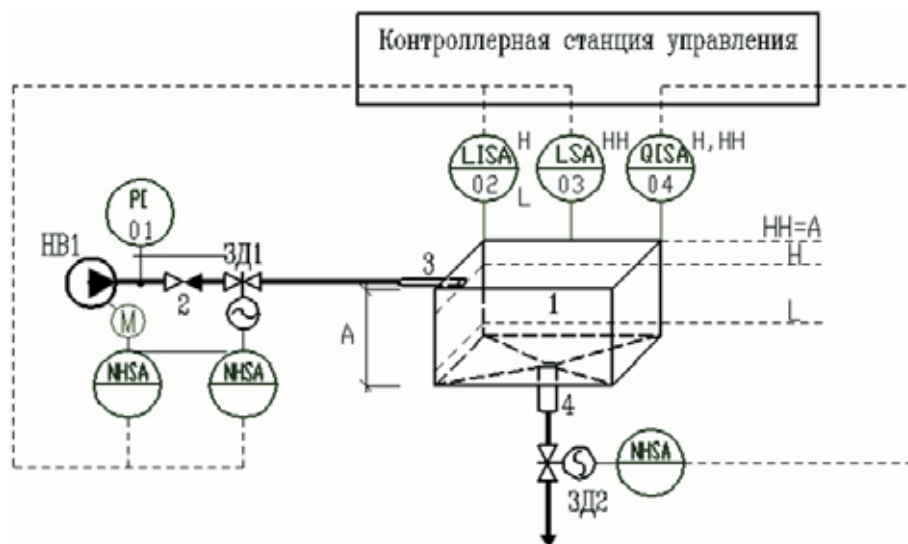 Контроллерная станция управления
LISA
02
H
L
LSA
03
HH
QISA
04
H, HH
PI
01
НВ1
ЗД1
2
3
1
HH=A
H
L
A
M
NHSA
NHSA
4
NHSA
ЗД2